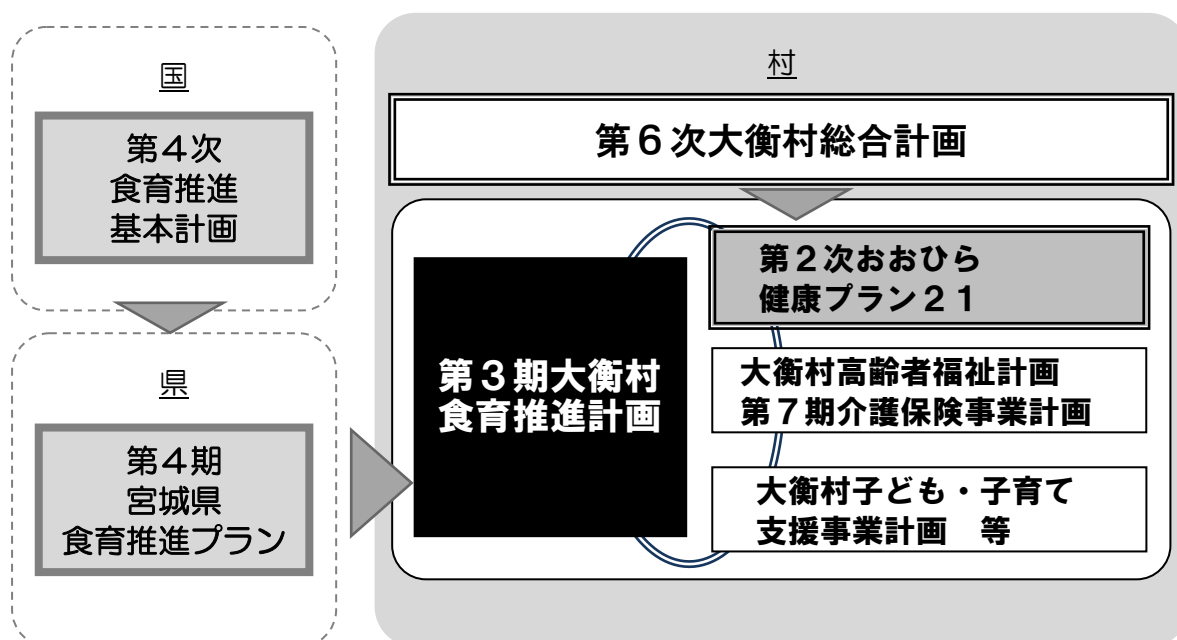 国
第４次
食育推進
基本計画
県
第４期
宮城県
食育推進プラン
村
第６次大衡村総合計画
第３期大衡村
食育推進計画
第２次おおひら
健康プラン２１
大衡村高齢者福祉計画
第７期介護保険事業計画
大衡村子ども・子育て
支援事業計画　等